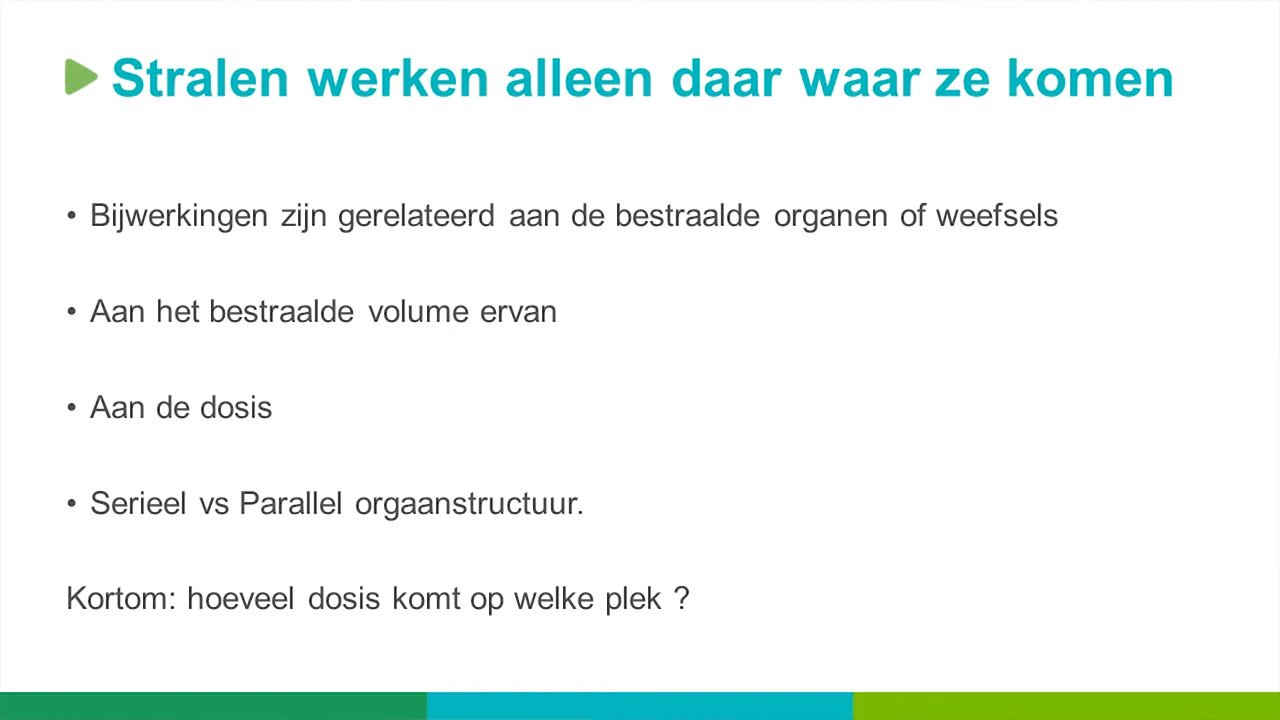 Stralen werken alleen daar waar ze komen
• Bijwerkingen zijn gerelateerd aan de bestraalde organen of weefsels
• Aan het bestraalde volume ervan
• Aan de dosis
• Serieel vs Parallel orgaanstructuur.
Kortom: hoeveel dosis komt op welke plek ?